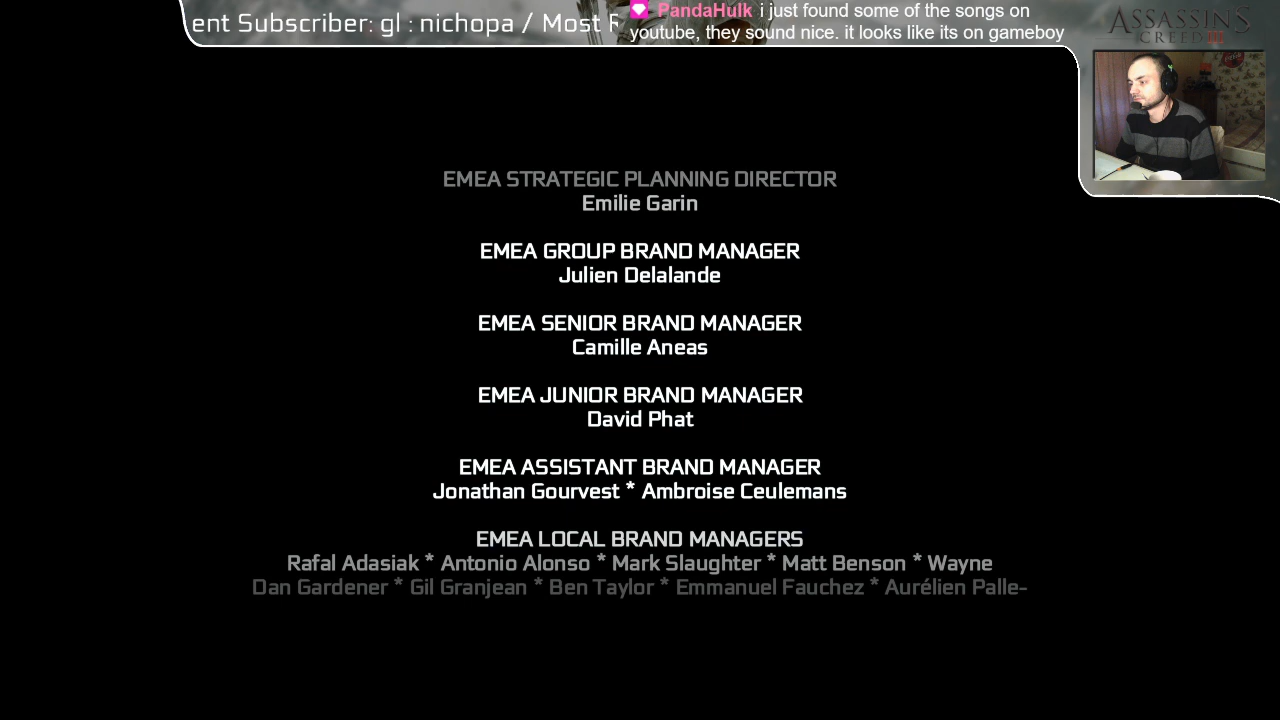 ent Subscriber: gl : nichopa / Most R
PandaHulk i just found some of the songs on
youtube, they sound nice. it looks like its on gameboy
ASSASSIN'S
CREED III
EMEA STRATEGIC PLANNING DIRECTOR
Emilie Garin
EMEA GROUP BRAND MANAGER
Julien Delalande
EMEA SENIOR BRAND MANAGER
Camille Aneas
EMEA JUNIOR BRAND MANAGER
David Phat
EMEA ASSISTANT BRAND MANAGER
Jonathan Gourvest * Ambroise Ceulemans
EMEA LOCAL BRAND MANAGERS
Rafal Adasiak * Antonio Alonso * Mark Slaughter * Matt Benson * Wayne
Dan Gardener * Gil Granjean * Ben Taylor * Emmanuel Fauchez * Aurélien Palle-